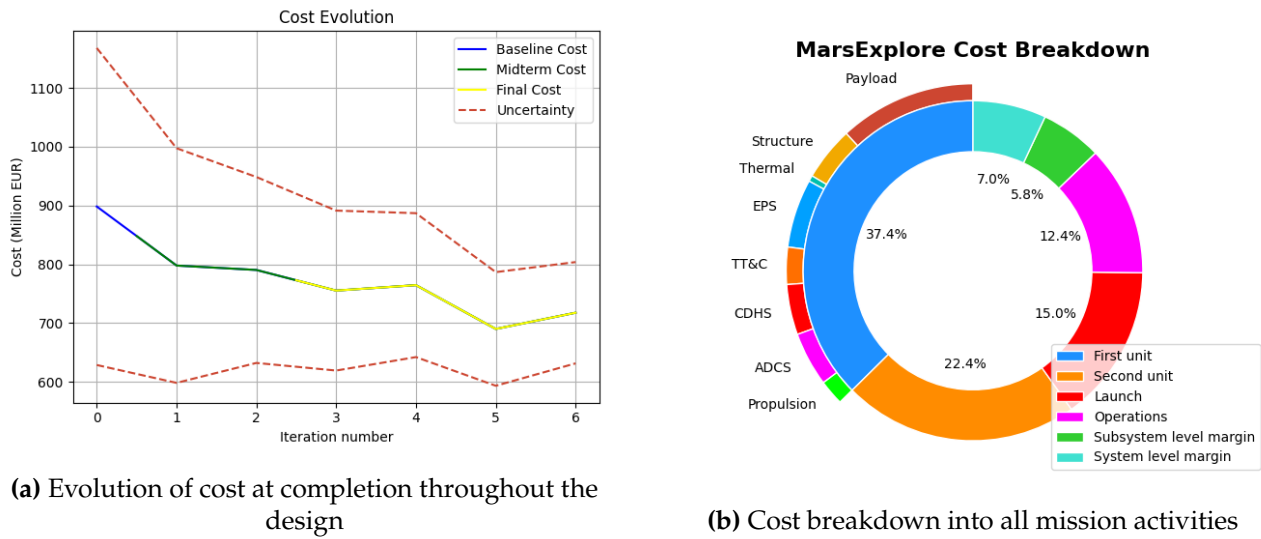 Cost Evolution
Baseline Cost
Midterm Cost
Final Cost
Uncertainty
Cost (Million EUR)
1100
1000
900
800
700
600
0 1 2 3 4 5 6
Iteration number
(a) Evolution of cost at completion throughout the
design
MarsExplore Cost Breakdown
Payload
Structure
Thermal
EPS
TT&C
CDHS
ADCS
Propulsion
7.0%
5.8%
12.4%
37.4%
15.0%
22.4%
First unit
Second unit
Launch
Operations
Subsystem level margin
System level margin
(b) Cost breakdown into all mission activities